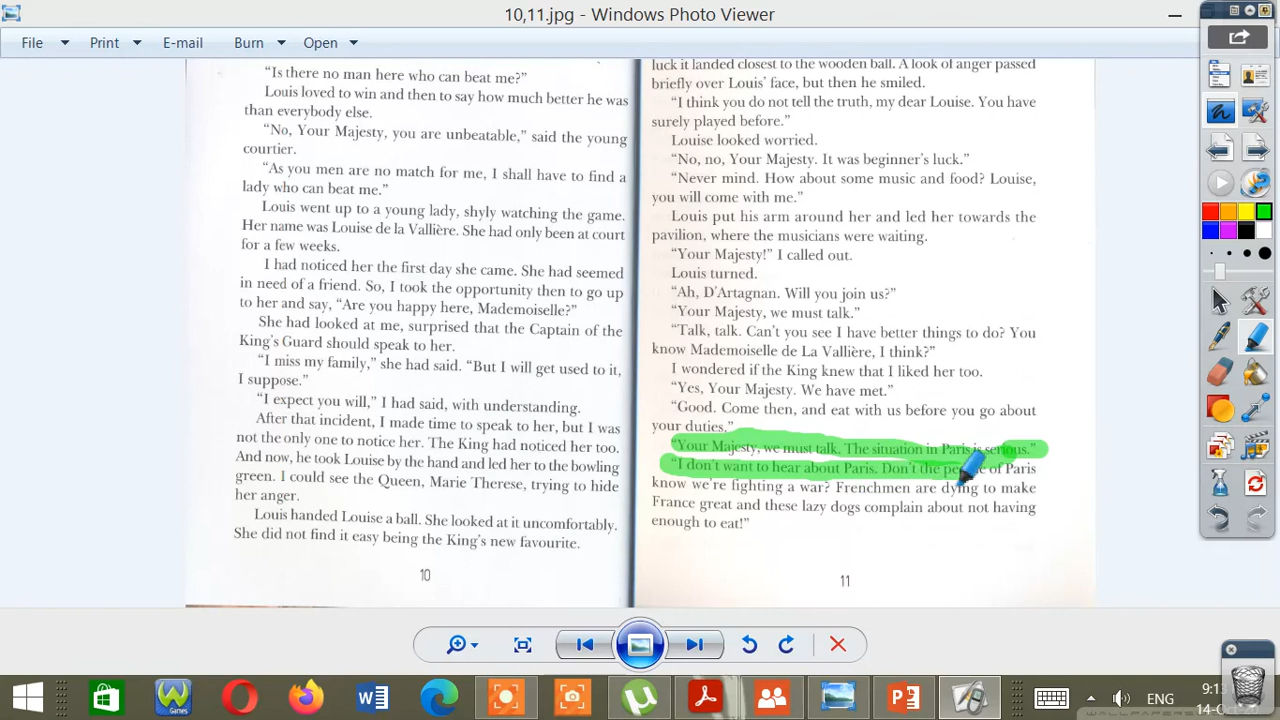 10,11.jpg - Windows Photo Viewer
File Print E-mail Burn Open
"Is there no man here who can beat me?"
Louis loved to win and then to say how much better he was
than everybody else.
"No, Your Majesty, you are unbeatable," said the young
courtier.
"As you men are no match for me, I shall have to find a
lady who can beat me."
Louis went up to a young lady, shyly watching the game.
Her name was Louise de la Vallière. She had only been at court
for a few weeks.
I had noticed her the first day she came. She had seemed
in need of a friend. So, I took the opportunity then to go up
to her and say, "Are you happy here, Mademoiselle?"
She had looked at me, surprised that the Captain of the
King's Guard should speak to her.
"I miss my family," she had said. "But I will get used to it,
I suppose."
"I expect you will," I had said, with understanding.
After that incident, I made time to speak to her, but I was
not the only one to notice her. The King had noticed her too.
And now, he took Louise by the hand and led her to the bowling
green. I could see the Queen, Marie Therese, trying to hide
her anger.
Louis handed Louise a ball. She looked at it uncomfortably.
She did not find it easy being the King's new favourite.
10
luck it landed closest to the wooden ball. A look of anger passed
briefly over Louis' face, but then he smiled.
"I think you do not tell the truth, my dear Louise. You have
surely played before."
Louise looked worried.
"No, no, Your Majesty. It was beginner's luck."
"Never mind. How about some music and food? Louise,
you will come with me."
Louis put his arm around her and led her towards the
pavilion, where the musicians were waiting.
"Your Majesty!" I called out.
Louis turned.
"Ah, D'Artagnan. Will you join us?"
"Your Majesty, we must talk."
"Talk, talk. Can't you see I have better things to do? You
know Mademoiselle de La Vallière, I think?"
I wondered if the King knew that I liked her too.
"Yes, Your Majesty. We have met."
"Good. Come then, and eat with us before you go about
your duties."
"Your Majesty, we must talk. The situation in Paris is serious."
"I don't want to hear about Paris. Don't the of Paris
know we're fighting a war? Frenchmen are dying to make
France great and these lazy dogs complain about not having
enough to eat!"
11
Games
ENG